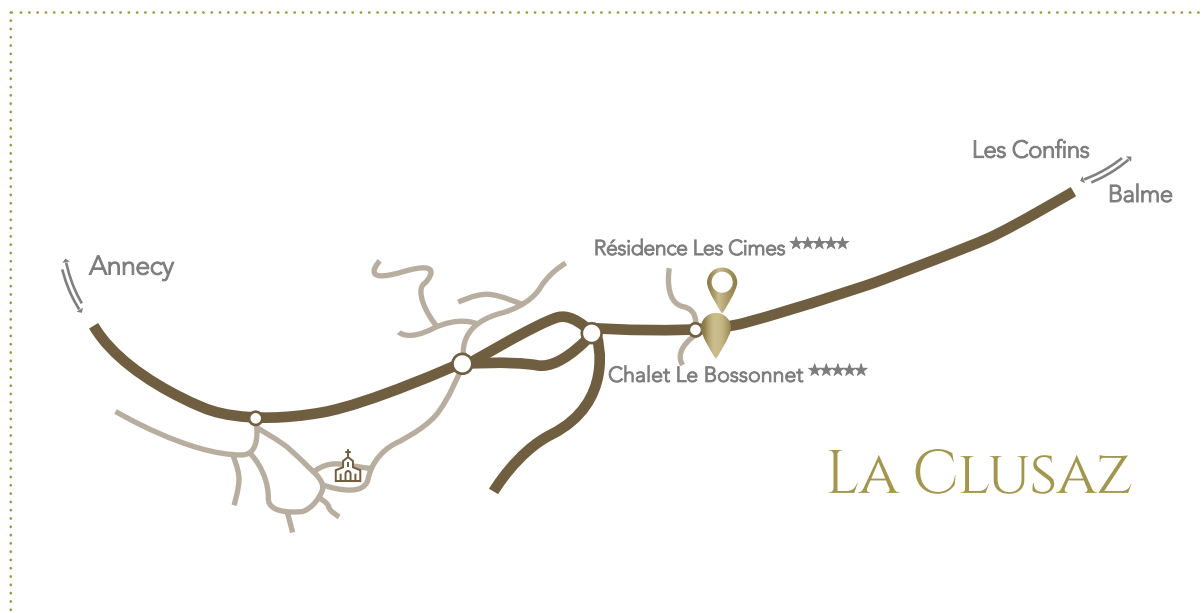 Les Confins
Balme
Résidence Les Cimes ★★★★★
Annecy
Chalet Le Bossonnet ★★★★★
La Clusaz